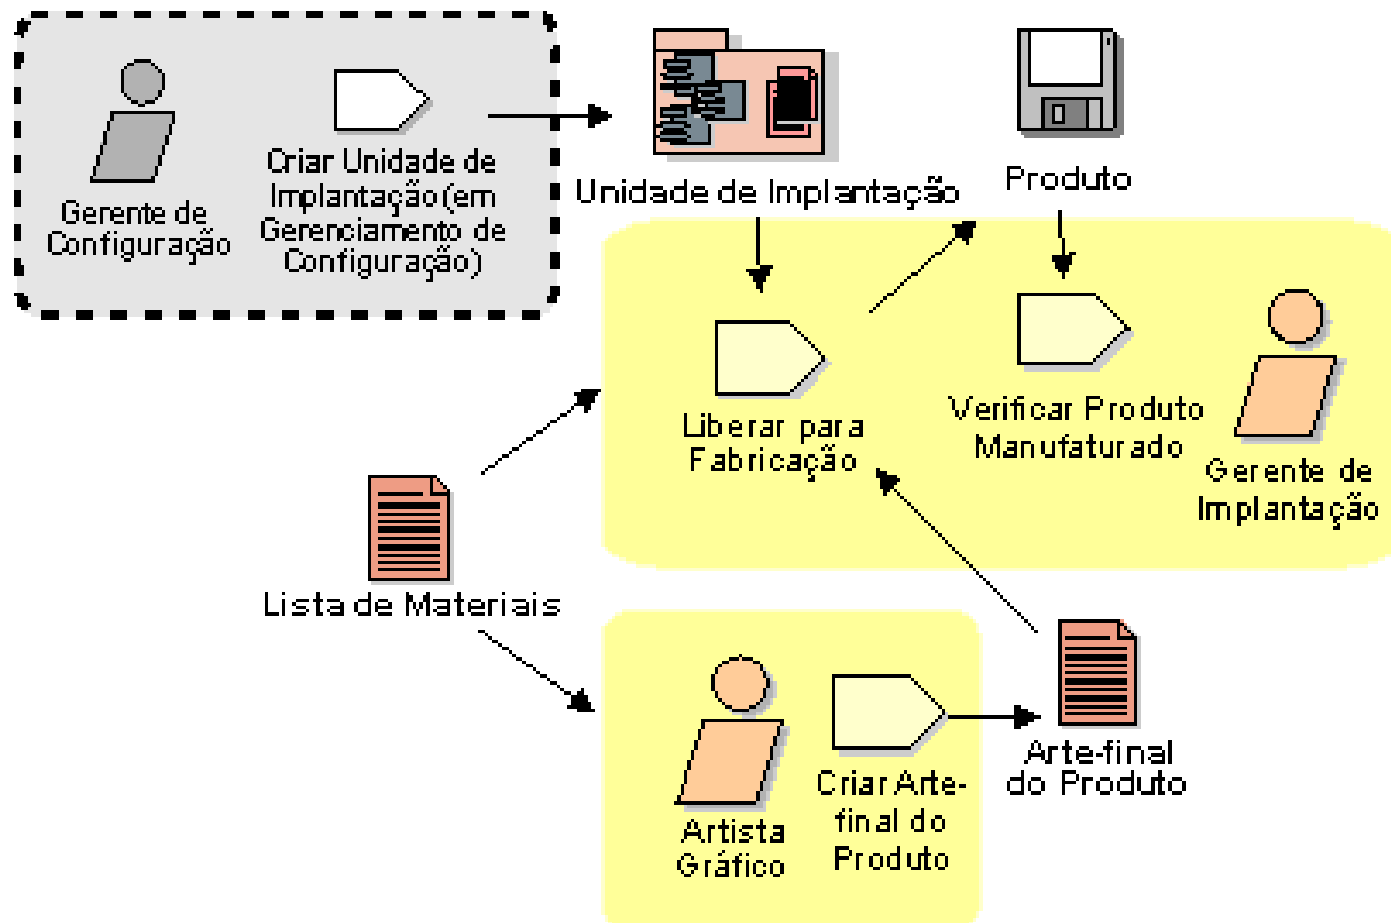 Gerente de
Configuração
Criar Unidade de
Implantação(em
Gerenciamento de
Configuração)
Unidade de Implantação
Produto
Liberar para
Fabricação
Verificar Produto
Manufaturado
Gerente de
Implantação
Lista de Materiais
Artista
Gráfico
Criar Arte-
final do
Produto
Arte-final
do Produto